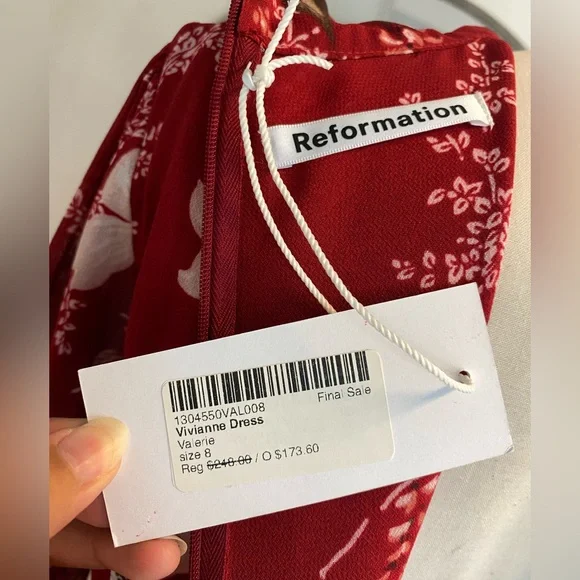 Reformation
1304550VAL008 Final Sale
Vivianne Dress
Valerie
size 8
Reg $248.00 / O $173.60